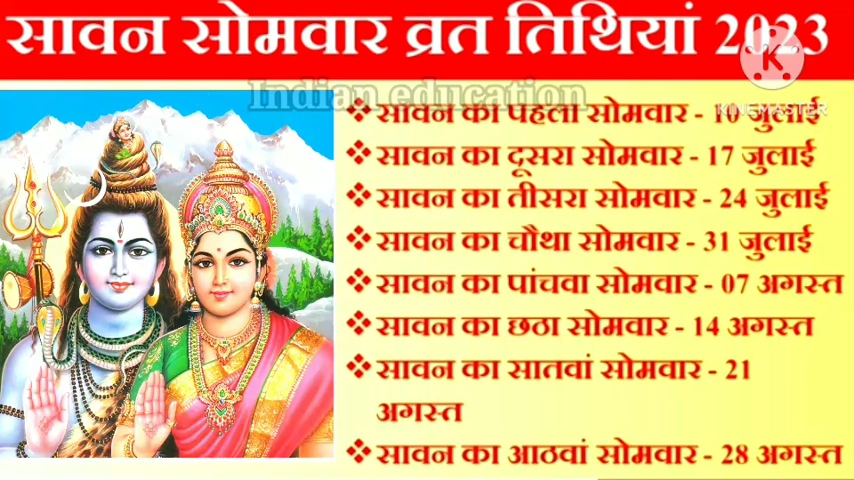 सावन सोमवार व्रत तिथियां 2023
KINEMASTER
Indian education
❖सावन का पहला सोमवार - 10 जुलाई
❖सावन का दूसरा सोमवार - 17 जुलाई
❖सावन का तीसरा सोमवार - 24 जुलाई
❖सावन का चौथा सोमवार - 31 जुलाई
❖सावन का पांचवा सोमवार - 07 अगस्त
❖सावन का छठा सोमवार - 14 अगस्त
❖सावन का सातवां सोमवार - 21
अगस्त
❖सावन का आठवां सोमवार - 28 अगस्त